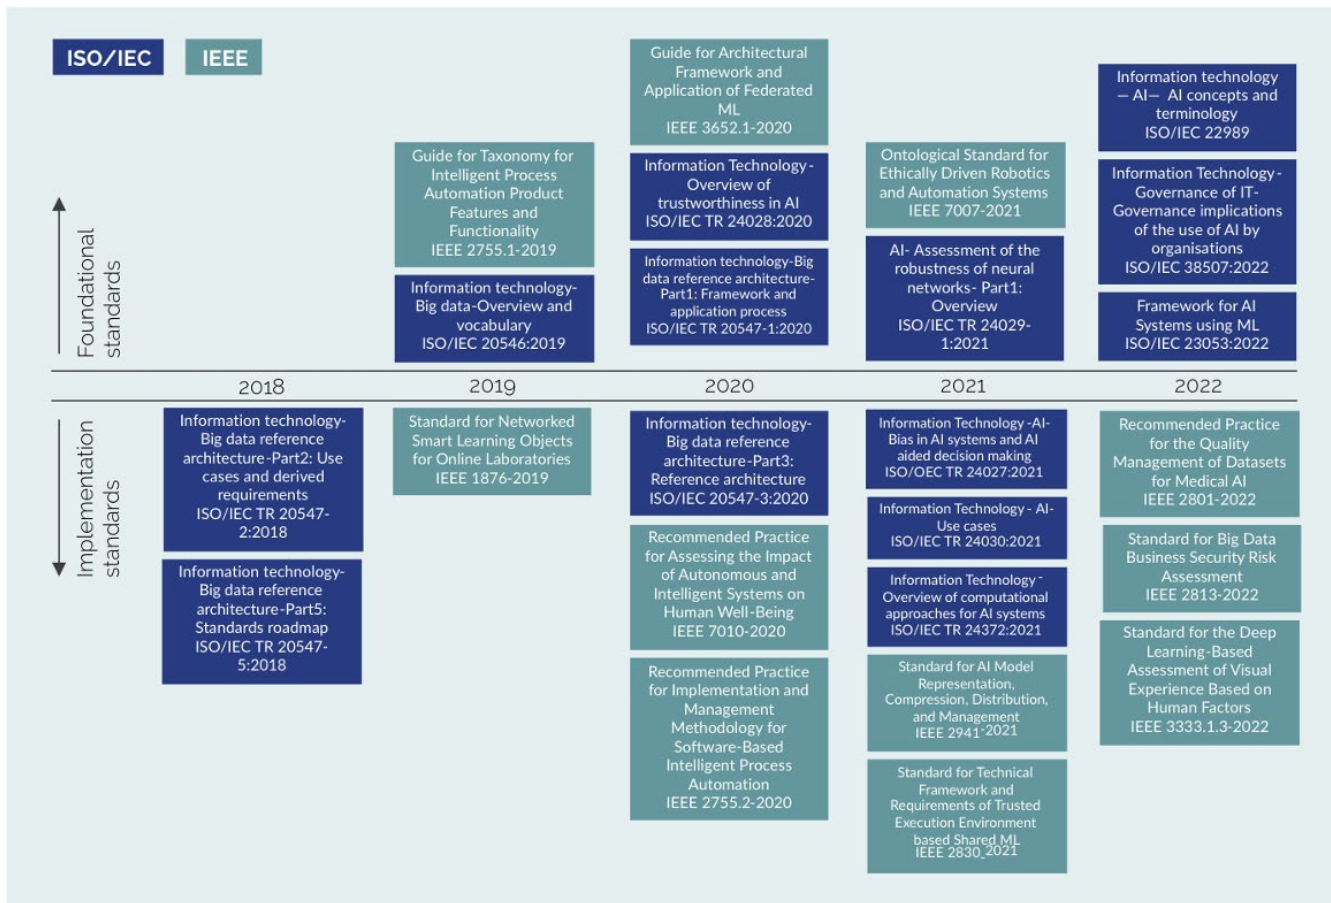 ISO/IEC
IEEE
Foundational
standards
Guide for Taxonomy for
Intelligent Process
Automation Product
Features and
Functionality
IEEE 2755.1-2019
Information technology-
Big data-Overview and
vocabulary
ISO/IEC 20546:2019
Guide for Architectural
Framework and
Application of Federated
ML
IEEE 3652.1-2020
Information Technology-
Overview of
trustworthiness in AI
ISO/IEC TR 24028:2020
Information technology-Big
data reference architecture-
Part1: Framework and
application process
ISO/IEC TR 20547-1:2020
Ontological Standard for
Ethically Driven Robotics
and Automation Systems
IEEE 7007-2021
AI- Assessment of the
robustness of neural
networks- Part1:
Overview
ISO/IEC TR 24029-
1:2021
Information technology
— AI— AI concepts and
terminology
ISO/IEC 22989
Information Technology-
Governance of IT-
Governance implications
of the use of AI by
organisations
ISO/IEC 38507:2022
Framework for AI
Systems using ML
ISO/IEC 23053:2022
2018
2019
2020
2021
2022
Implementation
standards
Information technology-
Big data reference
architecture-Part2: Use
cases and derived
requirements
ISO/IEC TR 20547-
2:2018
Information technology-
Big data reference
architecture-Part5:
Standards roadmap
ISO/IEC TR 20547-
5:2018
Standard for Networked
Smart Learning Objects
for Online Laboratories
IEEE 1876-2019
Information technology-
Big data reference
architecture-Part3:
Reference architecture
ISO/IEC 20547-3:2020
Recommended Practice
for Assessing the Impact
of Autonomous and
Intelligent Systems on
Human Well-Being
IEEE 7010-2020
Recommended Practice
for Implementation and
Management
Methodology for
Software-Based
Intelligent Process
Automation
IEEE 2755.2-2020
Information Technology -AI-
Bias in AI systems and AI
aided decision making
ISO/OEC TR 24027:2021
Information Technology - AI-
Use cases
ISO/IEC TR 24030:2021
Information Technology -
Overview of computational
approaches for AI systems
ISO/IEC TR 24372:2021
Standard for AI Model
Representation,
Compression, Distribution,
and Management
IEEE 2941-2021
Standard for Technical
Framework and
Requirements of Trusted
Execution Environment
based Shared ML
IEEE 2830_2021
Recommended Practice
for the Quality
Management of Datasets
for Medical AI
IEEE 2801-2022
Standard for Big Data
Business Security Risk
Assessment
IEEE 2813-2022
Standard for the Deep
Learning-Based
Assessment of Visual
Experience Based on
Human Factors
IEEE 3333.1.3-2022